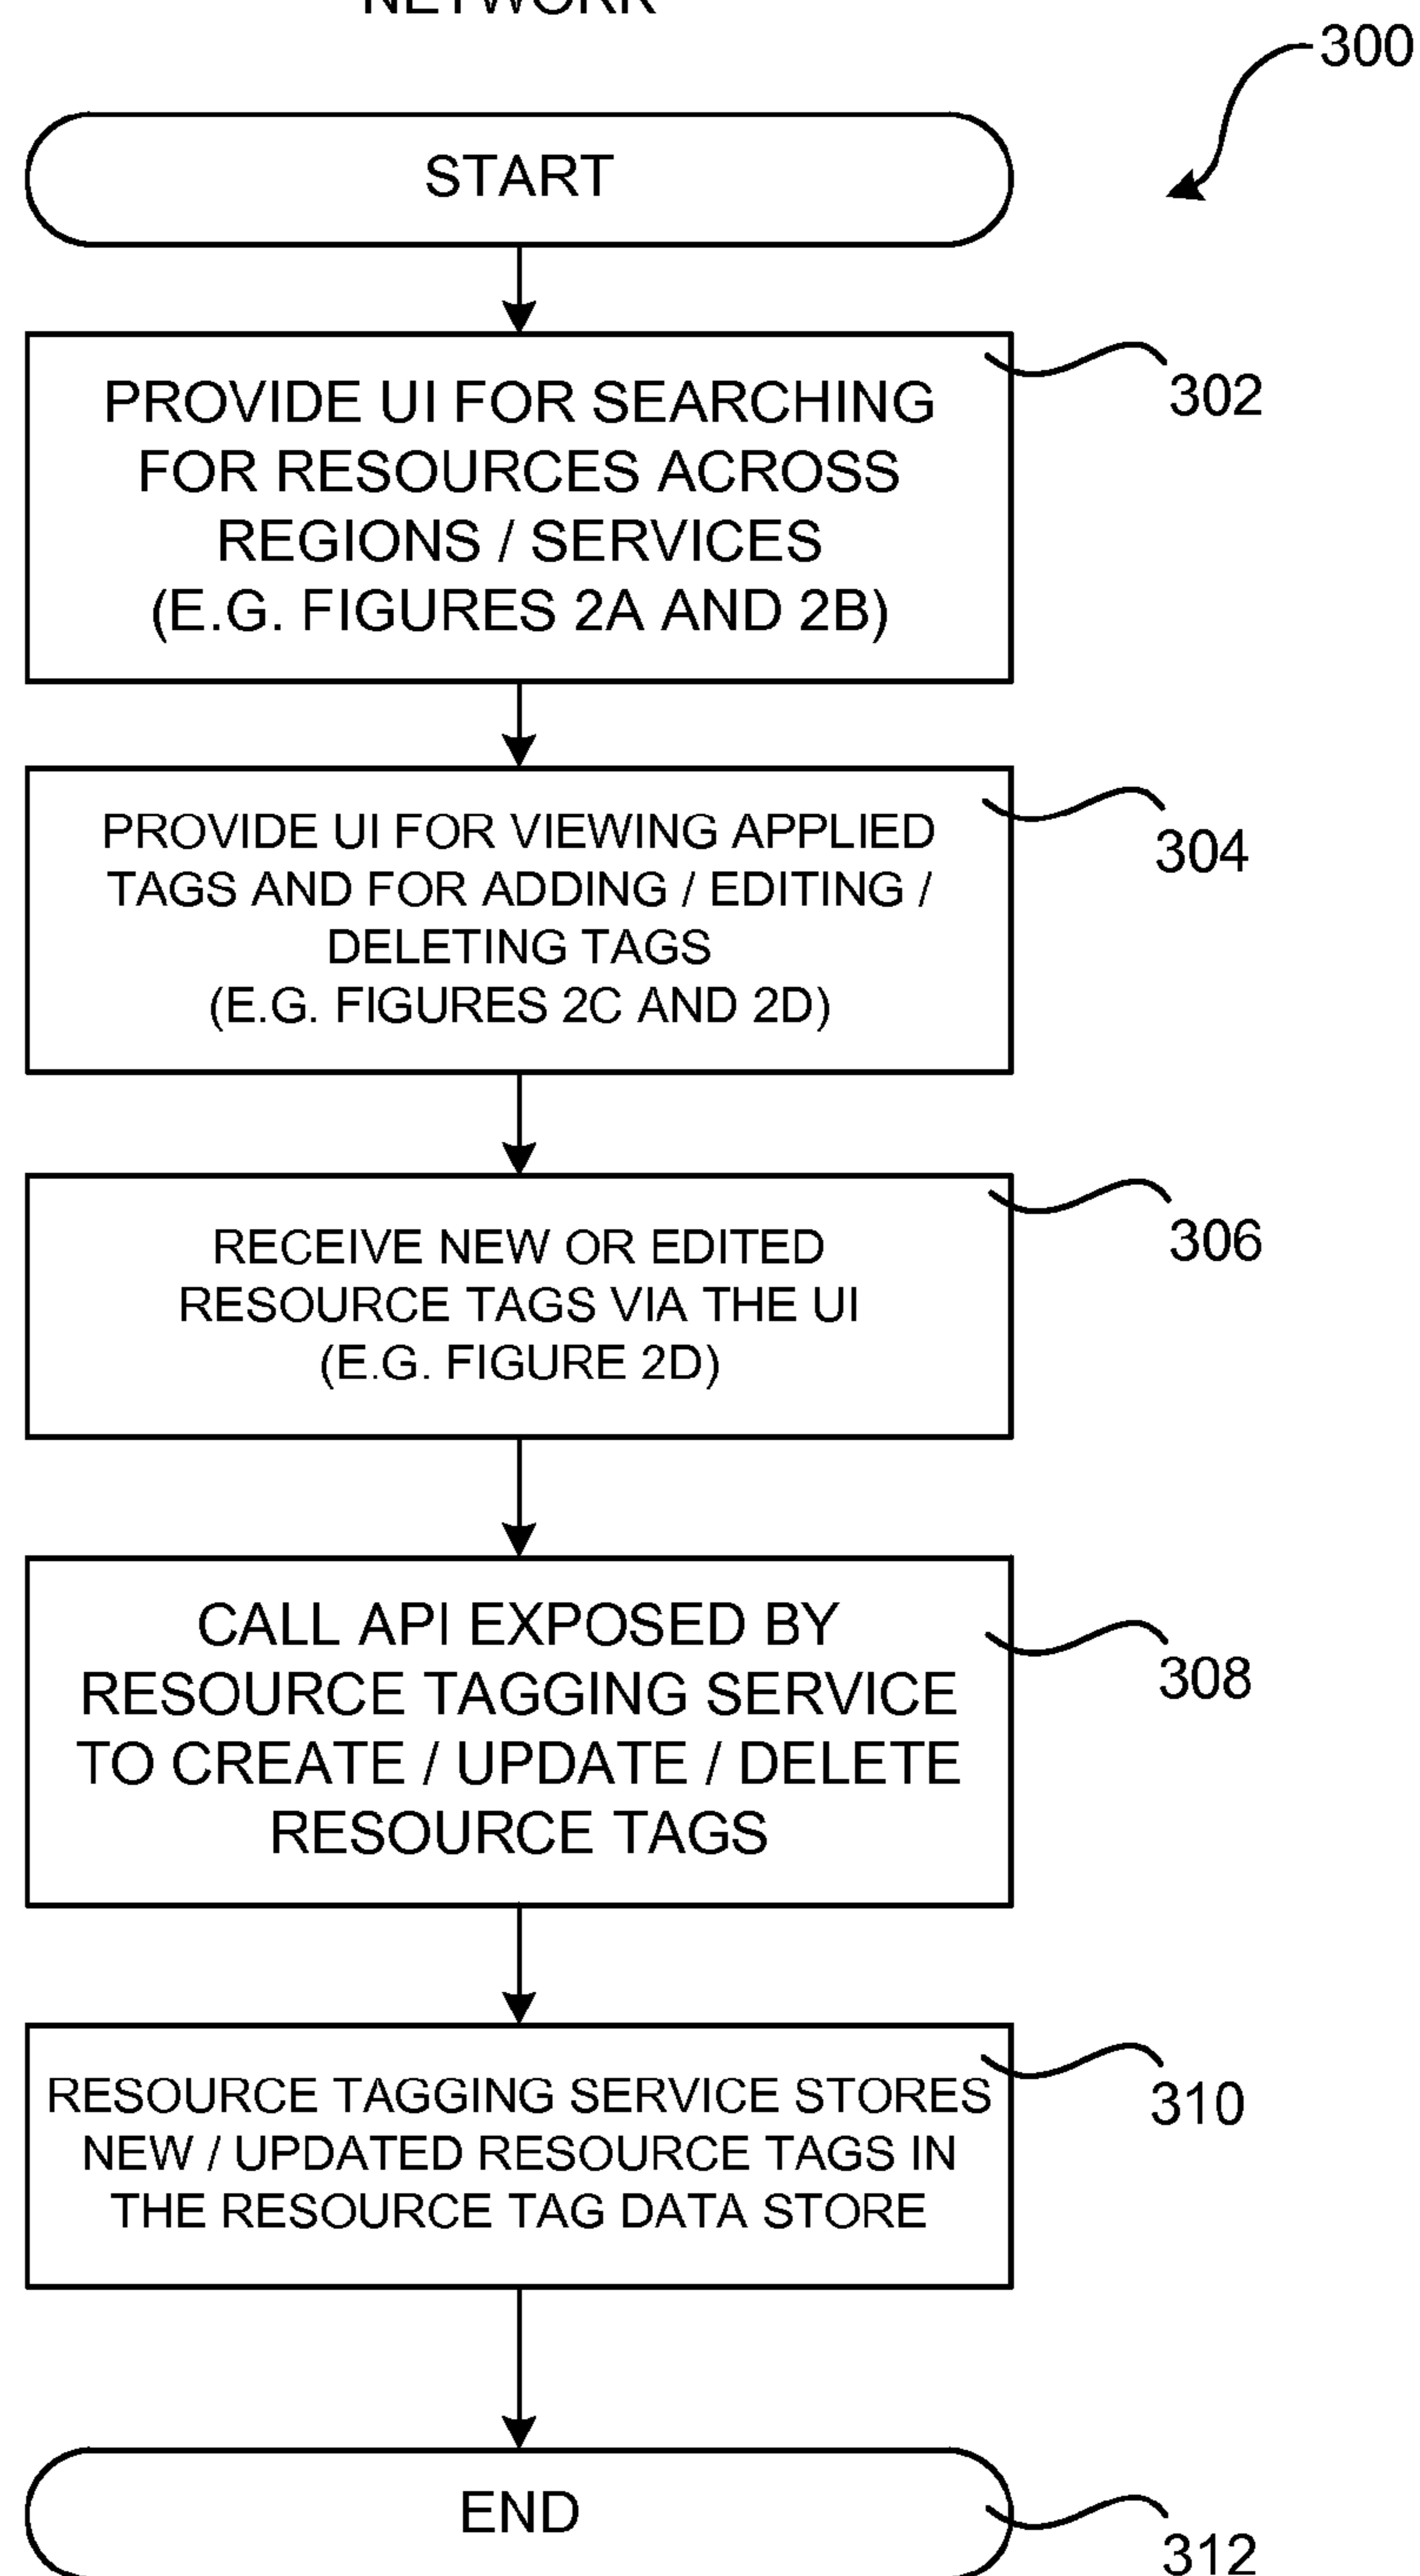 NETWORK
300
START
PROVIDE UI FOR SEARCHING
FOR RESOURCES ACROSS
REGIONS / SERVICES
(E.G. FIGURES 2A AND 2B)
302
PROVIDE UI FOR VIEWING APPLIED
TAGS AND FOR ADDING / EDITING /
DELETING TAGS
(E.G. FIGURES 2C AND 2D)
304
RECEIVE NEW OR EDITED
RESOURCE TAGS VIA THE UI
(E.G. FIGURE 2D)
306
CALL API EXPOSED BY
RESOURCE TAGGING SERVICE
TO CREATE / UPDATE / DELETE
RESOURCE TAGS
308
RESOURCE TAGGING SERVICE STORES
NEW / UPDATED RESOURCE TAGS IN
THE RESOURCE TAG DATA STORE
310
END
312